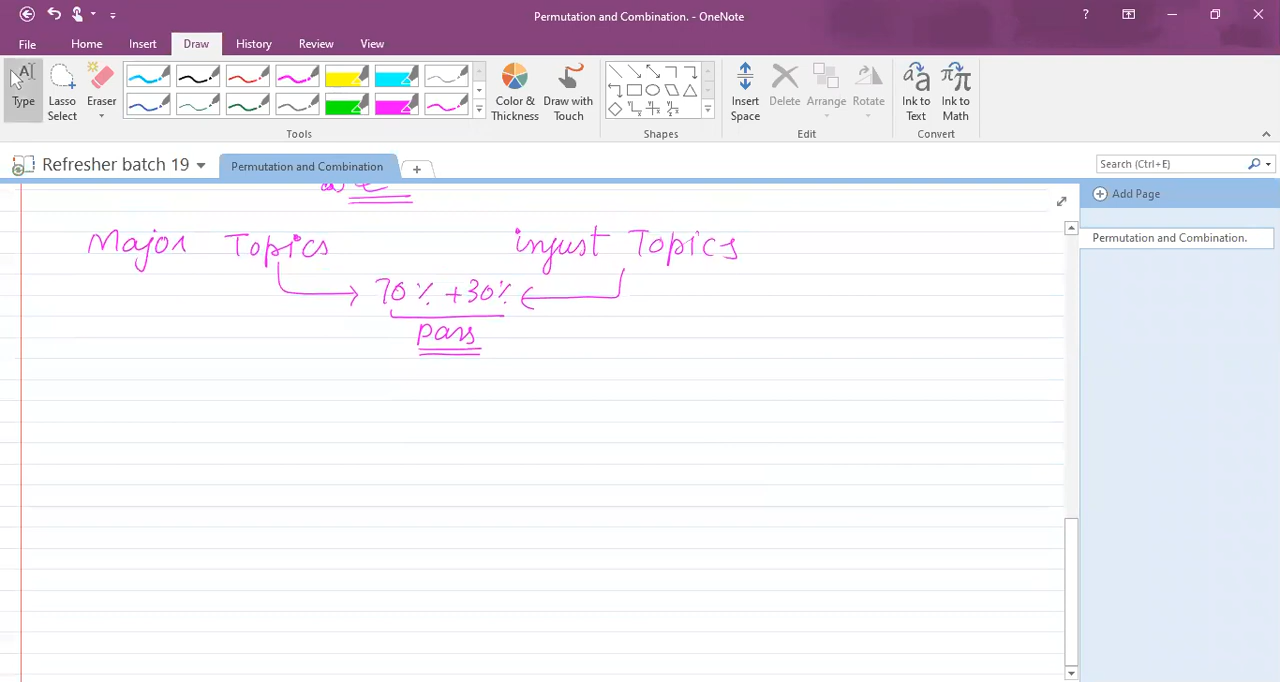 Permutation and Combination. - OneNote
File Home Insert Draw History Review View
Type Lasso Select Eraser Color & Thickness Draw with Touch Insert Space Delete Arrange Rotate Ink to Text Ink to Math
Tools Shapes Edit Convert
Refresher batch 19 Permutation and Combination Search (Ctrl+E)
Add Page
Permutation and Combination.
Major Topics injust Topics
70% +30%
pass